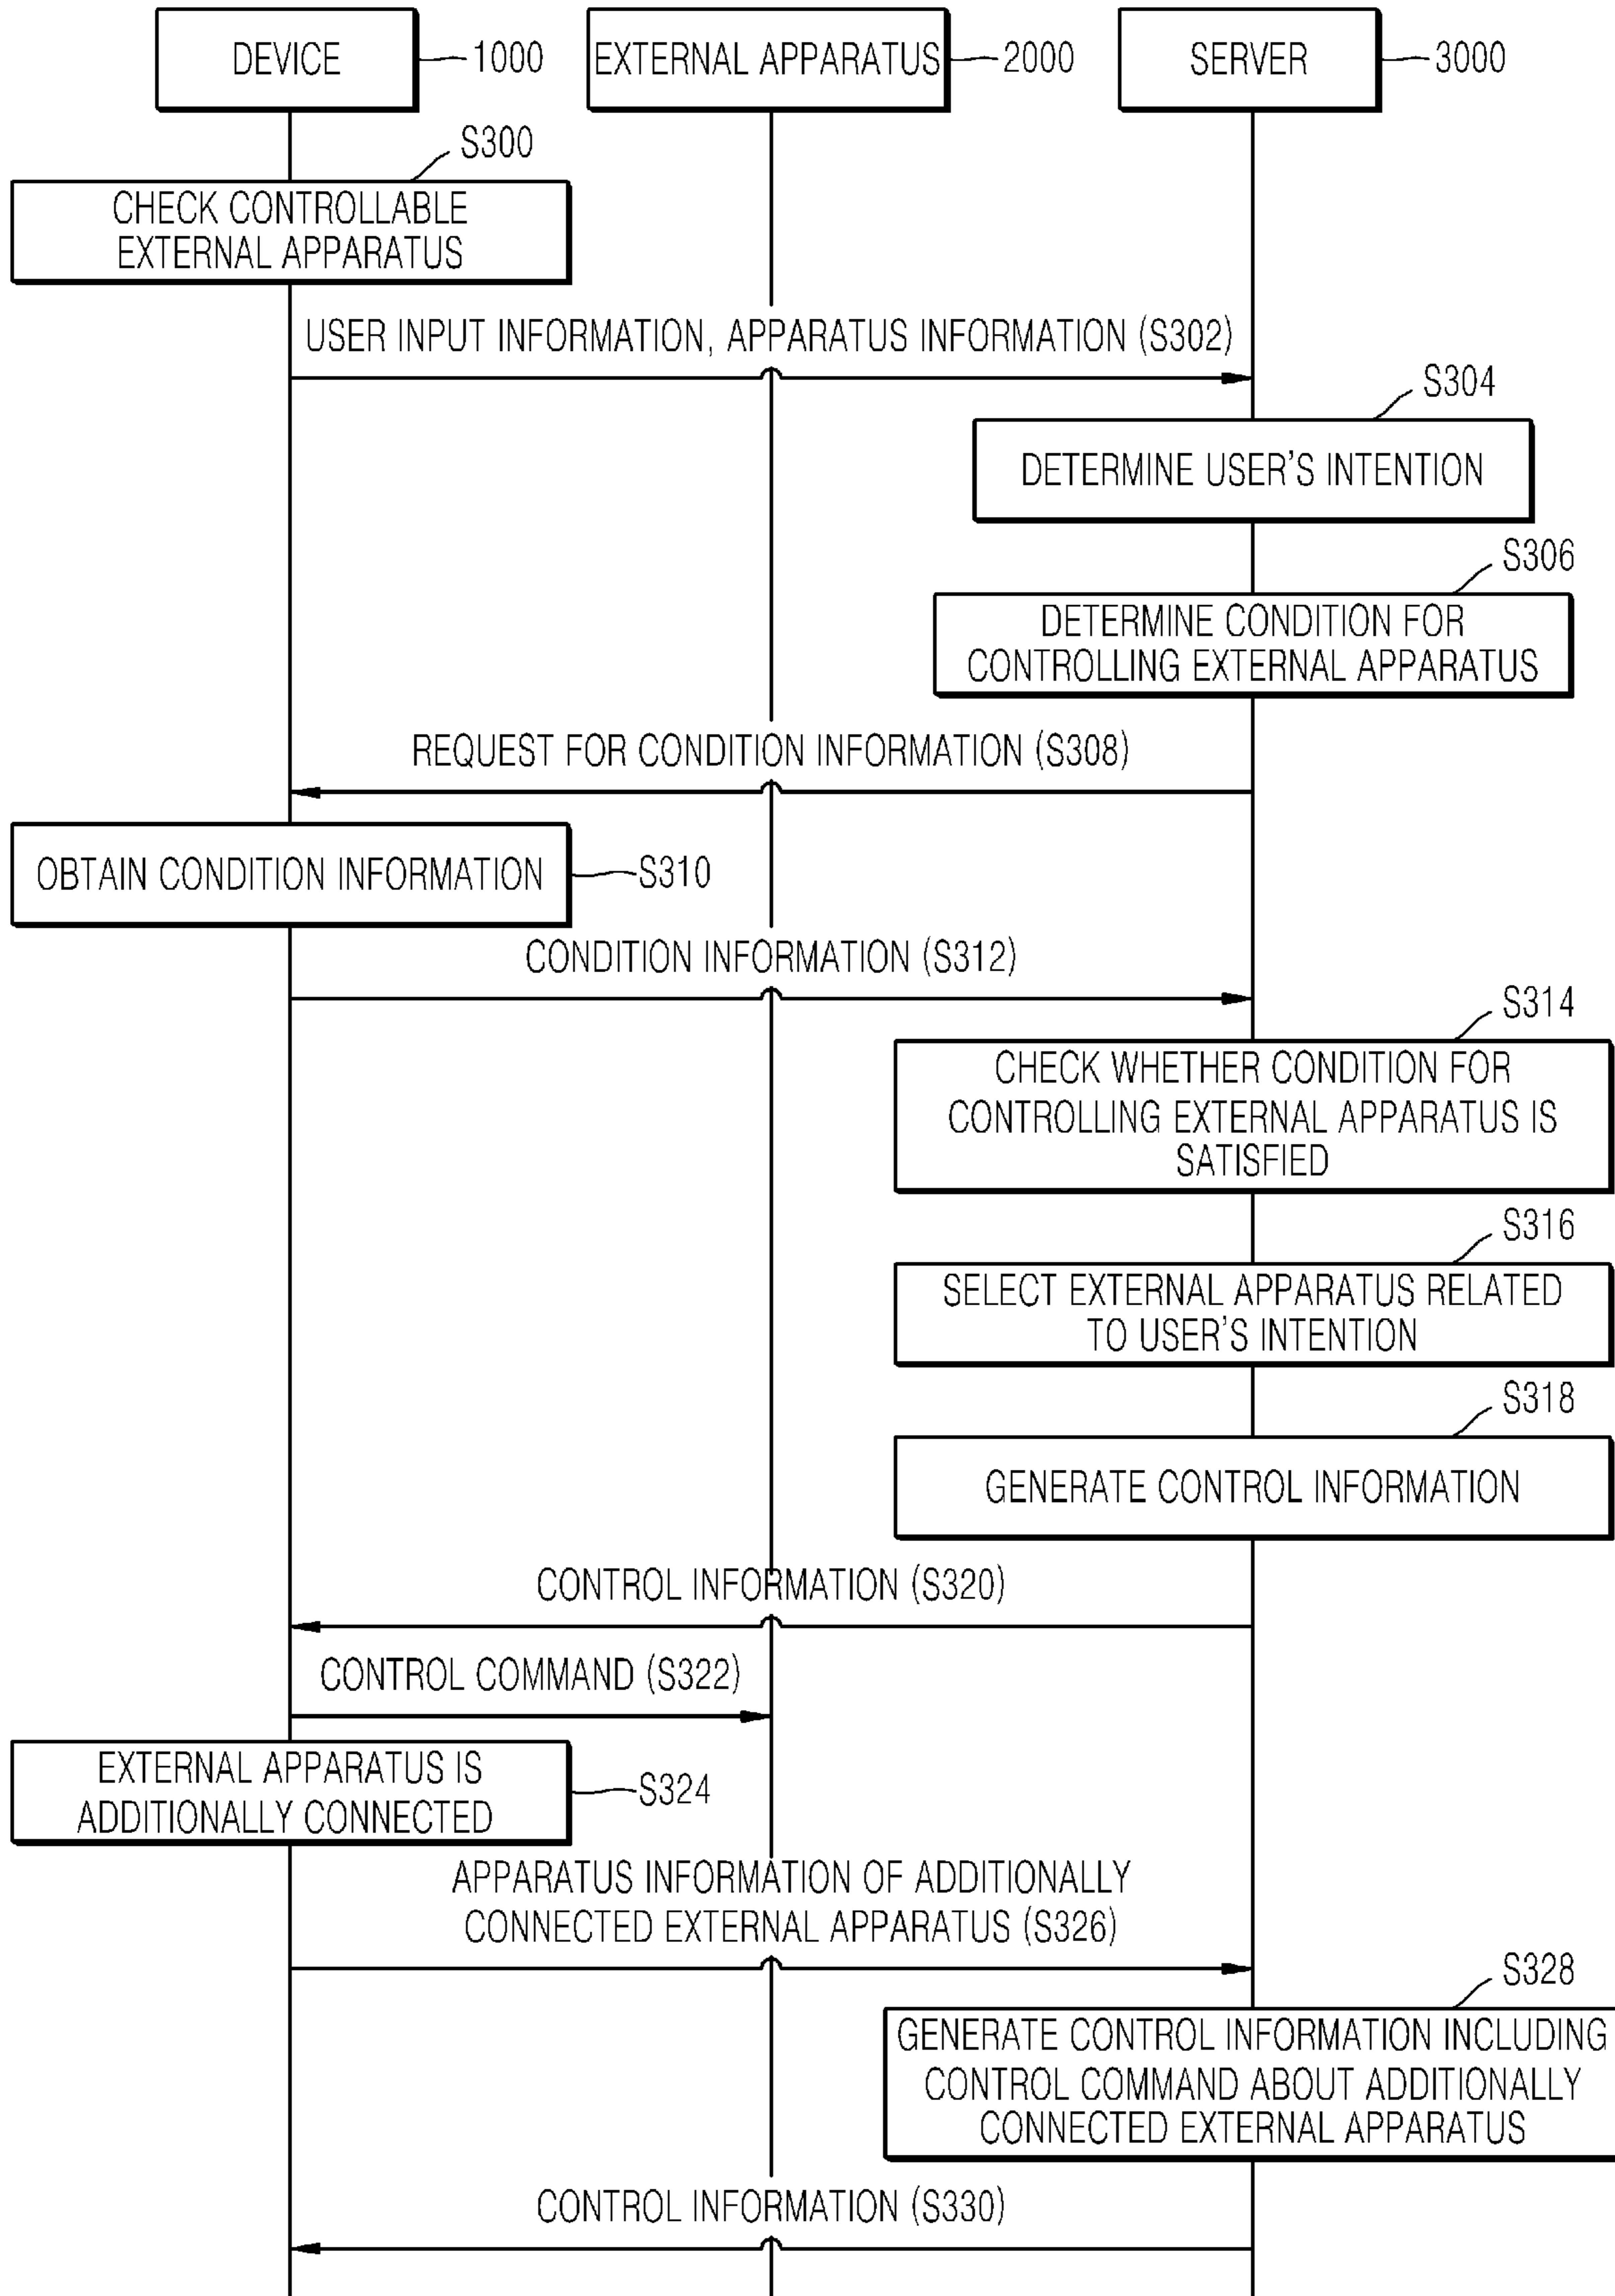 DEVICE
1000
EXTERNAL APPARATUS
2000
SERVER
3000
S300
CHECK CONTROLLABLE
EXTERNAL APPARATUS
USER INPUT INFORMATION, APPARATUS INFORMATION (S302)
S304
DETERMINE USER'S INTENTION
S306
DETERMINE CONDITION FOR
CONTROLLING EXTERNAL APPARATUS
REQUEST FOR CONDITION INFORMATION (S308)
OBTAIN CONDITION INFORMATION
S310
CONDITION INFORMATION (S312)
S314
CHECK WHETHER CONDITION FOR
CONTROLLING EXTERNAL APPARATUS IS
SATISFIED
S316
SELECT EXTERNAL APPARATUS RELATED
TO USER'S INTENTION
S318
GENERATE CONTROL INFORMATION
CONTROL INFORMATION (S320)
CONTROL COMMAND (S322)
EXTERNAL APPARATUS IS
ADDITIONALLY CONNECTED
S324
APPARATUS INFORMATION OF ADDITIONALLY
CONNECTED EXTERNAL APPARATUS (S326)
S328
GENERATE CONTROL INFORMATION INCLUDING
CONTROL COMMAND ABOUT ADDITIONALLY
CONNECTED EXTERNAL APPARATUS
CONTROL INFORMATION (S330)